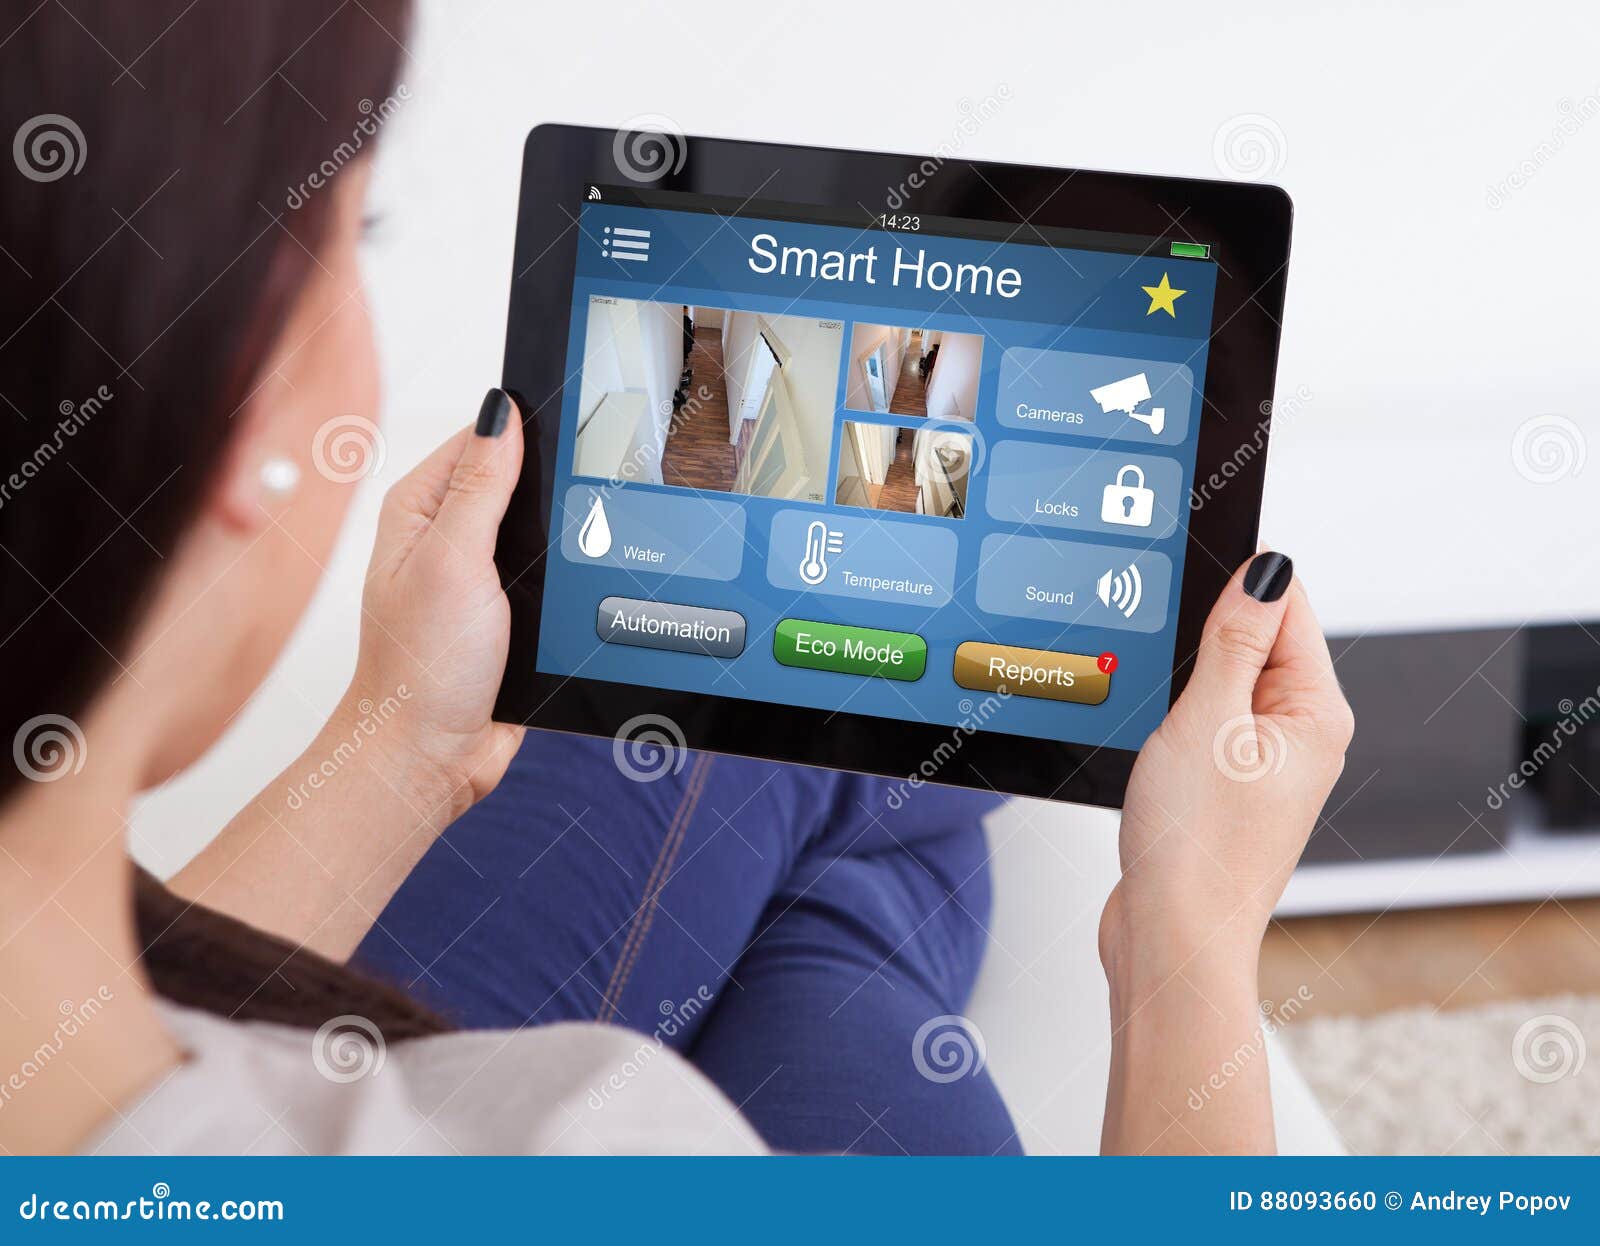 14:23
Smart Home
Cameras
Locks
Water
Temperature
Sound
Automation
Eco Mode
Reports
7
dreamstime.com
ID 88093660 © Andrey Popov